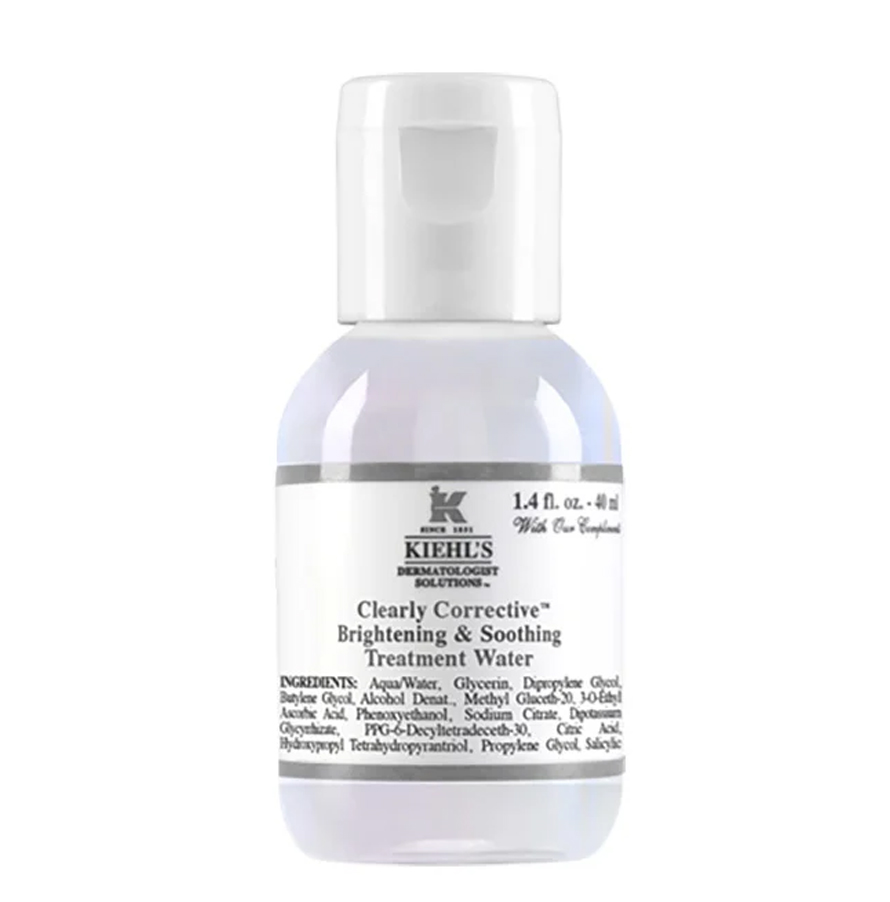 K
SINCE 1851
1.4 fl. oz. - 40 ml
With Our Compliments
KIEHL'S
DERMATOLOGIST
SOLUTIONS™
Clearly Corrective™
Brightening & Soothing
Treatment Water
INGREDIENTS: Aqua/Water, Glycerin, Dipropylene Glycol,
Butylene Glycol, Alcohol Denat., Methyl Gluceth-20, 3-O-Ethyl
Ascorbic Acid, Phenoxyethanol, Sodium Citrate, Dipotassium
Glycyrrhizate, PPG-6-Decyltetradeceth-30, Citric Acid,
Hydroxypropyl Tetrahydropyrantriol, Propylene Glycol, Salicylic